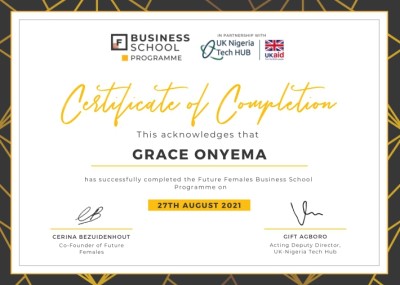 F BUSINESS
SCHOOL
PROGRAMME
IN PARTNERSHIP WITH
UK Nigeria
Tech HUB
ukaid
Certificate of Completion
This acknowledges that
GRACE ONYEMA
has successfully completed the Future Females Business School
Programme on
27TH AUGUST 2021
CERINA BEZUIDENHOUT
Co-Founder of Future
Females
GIFT AGBORO
Acting Deputy Director,
UK-Nigeria Tech Hub